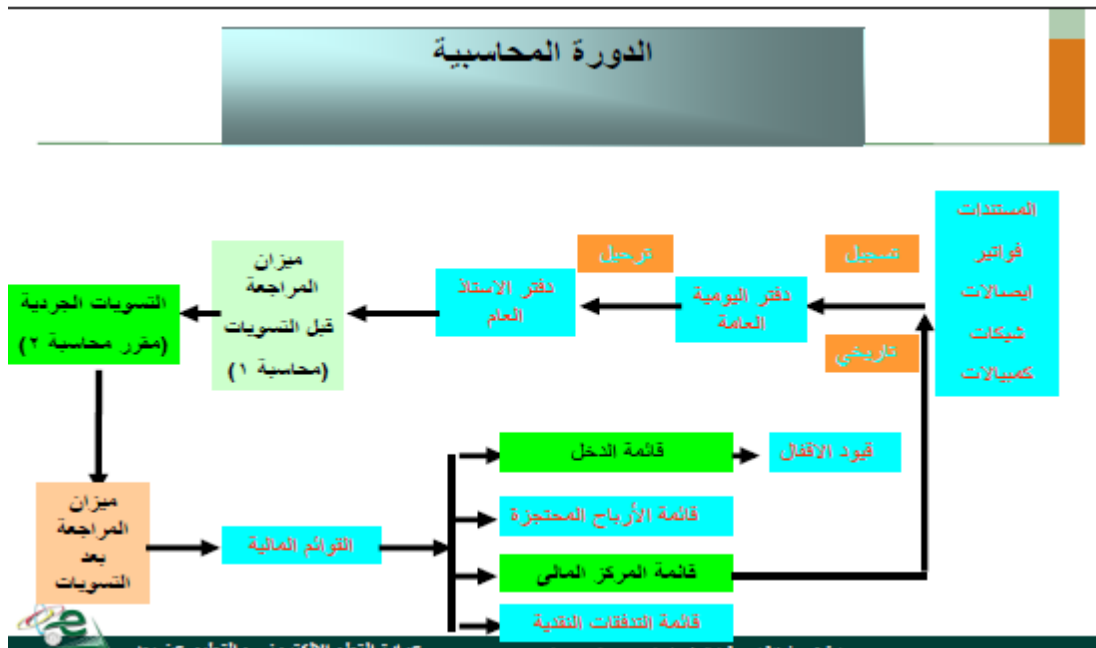 الدورة المحاسبية
المستندات
فواتير
ايصالات
شيكات
كمبيالات
تسجيل
تاريخي
دفتر اليومية
العامة
ترحيل
دفتر الاستاذ
العام
ميزان
المراجعة
قبل التسويات
(محاسبة ١)
التسويات الجردية
(مقرر محاسبة ٢)
ميزان
المراجعة
بعد
التسويات
القوائم المالية
قائمة الدخل
قيود الاقفال
قائمة الأرباح المحتجزة
قائمة المركز المالى
قائمة التدفقات النقدية